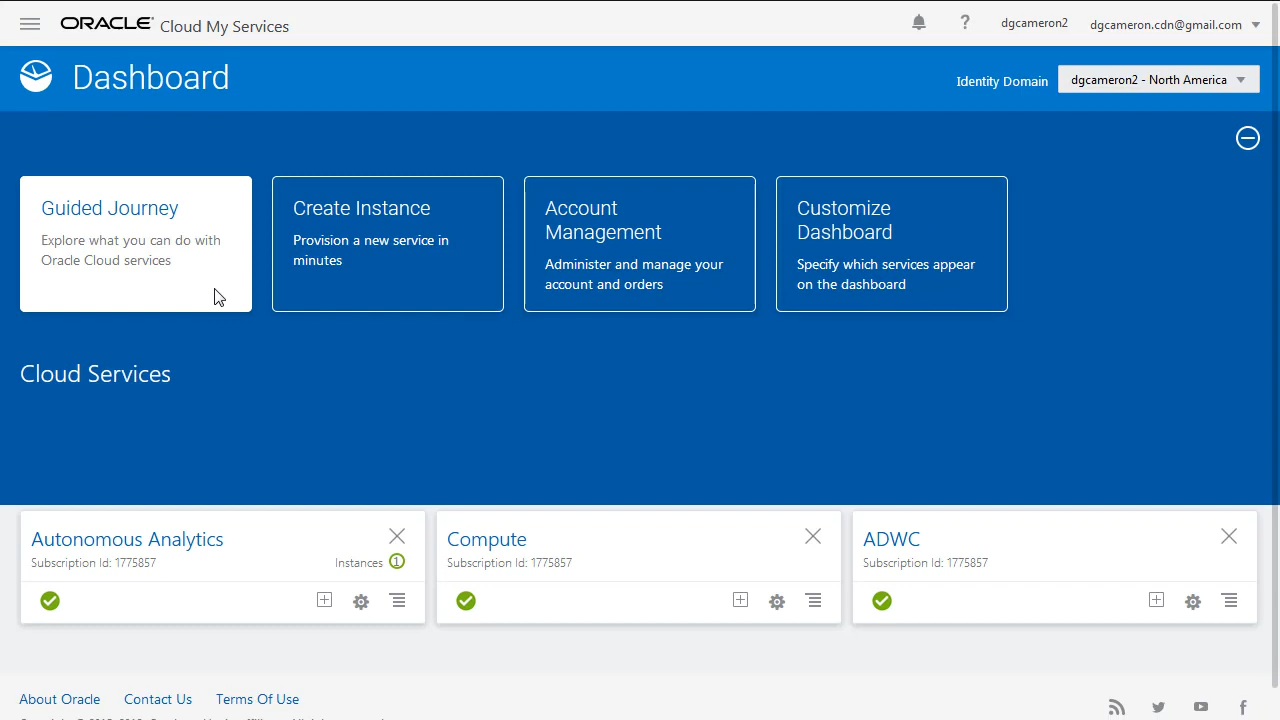 ORACLE Cloud My Services
dgcameron2
dgcameron.cdn@gmail.com
Dashboard
Identity Domain
dgcameron2 - North America
Guided Journey
Explore what you can do with
Oracle Cloud services
Create Instance
Provision a new service in
minutes
Account
Management
Administer and manage your
account and orders
Customize
Dashboard
Specify which services appear
on the dashboard
Cloud Services
Autonomous Analytics
Subscription Id: 1775857
Instances 1
Compute
Subscription Id: 1775857
ADWC
Subscription Id: 1775857
About Oracle
Contact Us
Terms Of Use